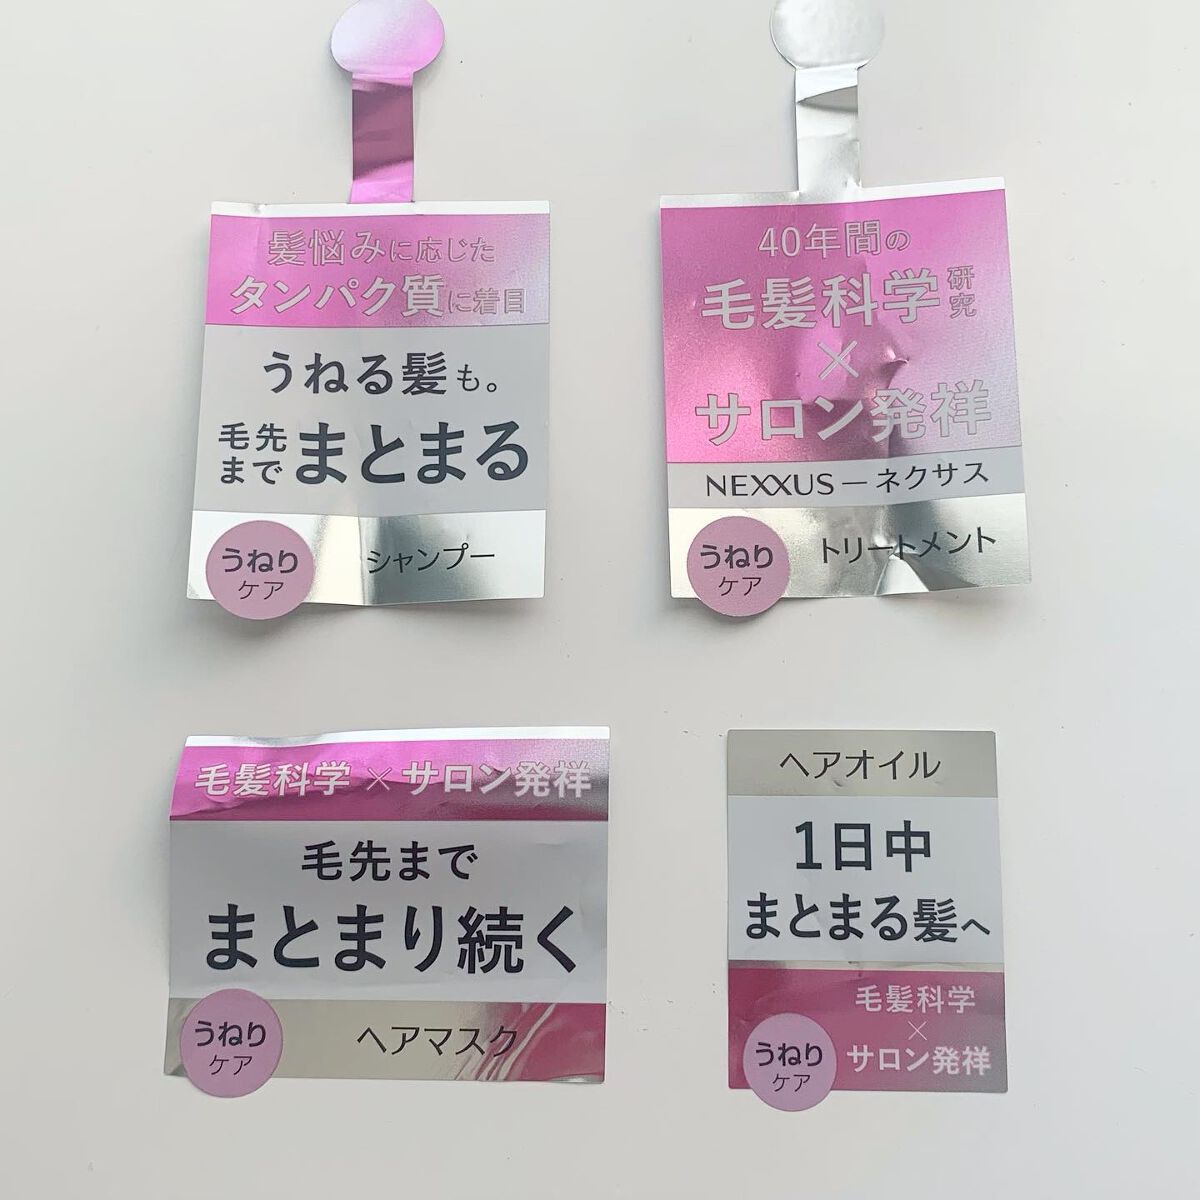 髪悩みに応じた
タンパク質に着目
うねる髪も。
毛先
まで
まとまる
うねり
ケア
シャンプー
40年間の
毛髪科学研究
×
サロン発祥
NEXXUS ― ネクサス
うねり
ケア
トリートメント
毛髪科学 × サロン発祥
毛先まで
まとまり続く
うねり
ケア
ヘアマスク
ヘアオイル
1日中
まとまる髪へ
毛髪科学
×
サロン発祥
うねり
ケア